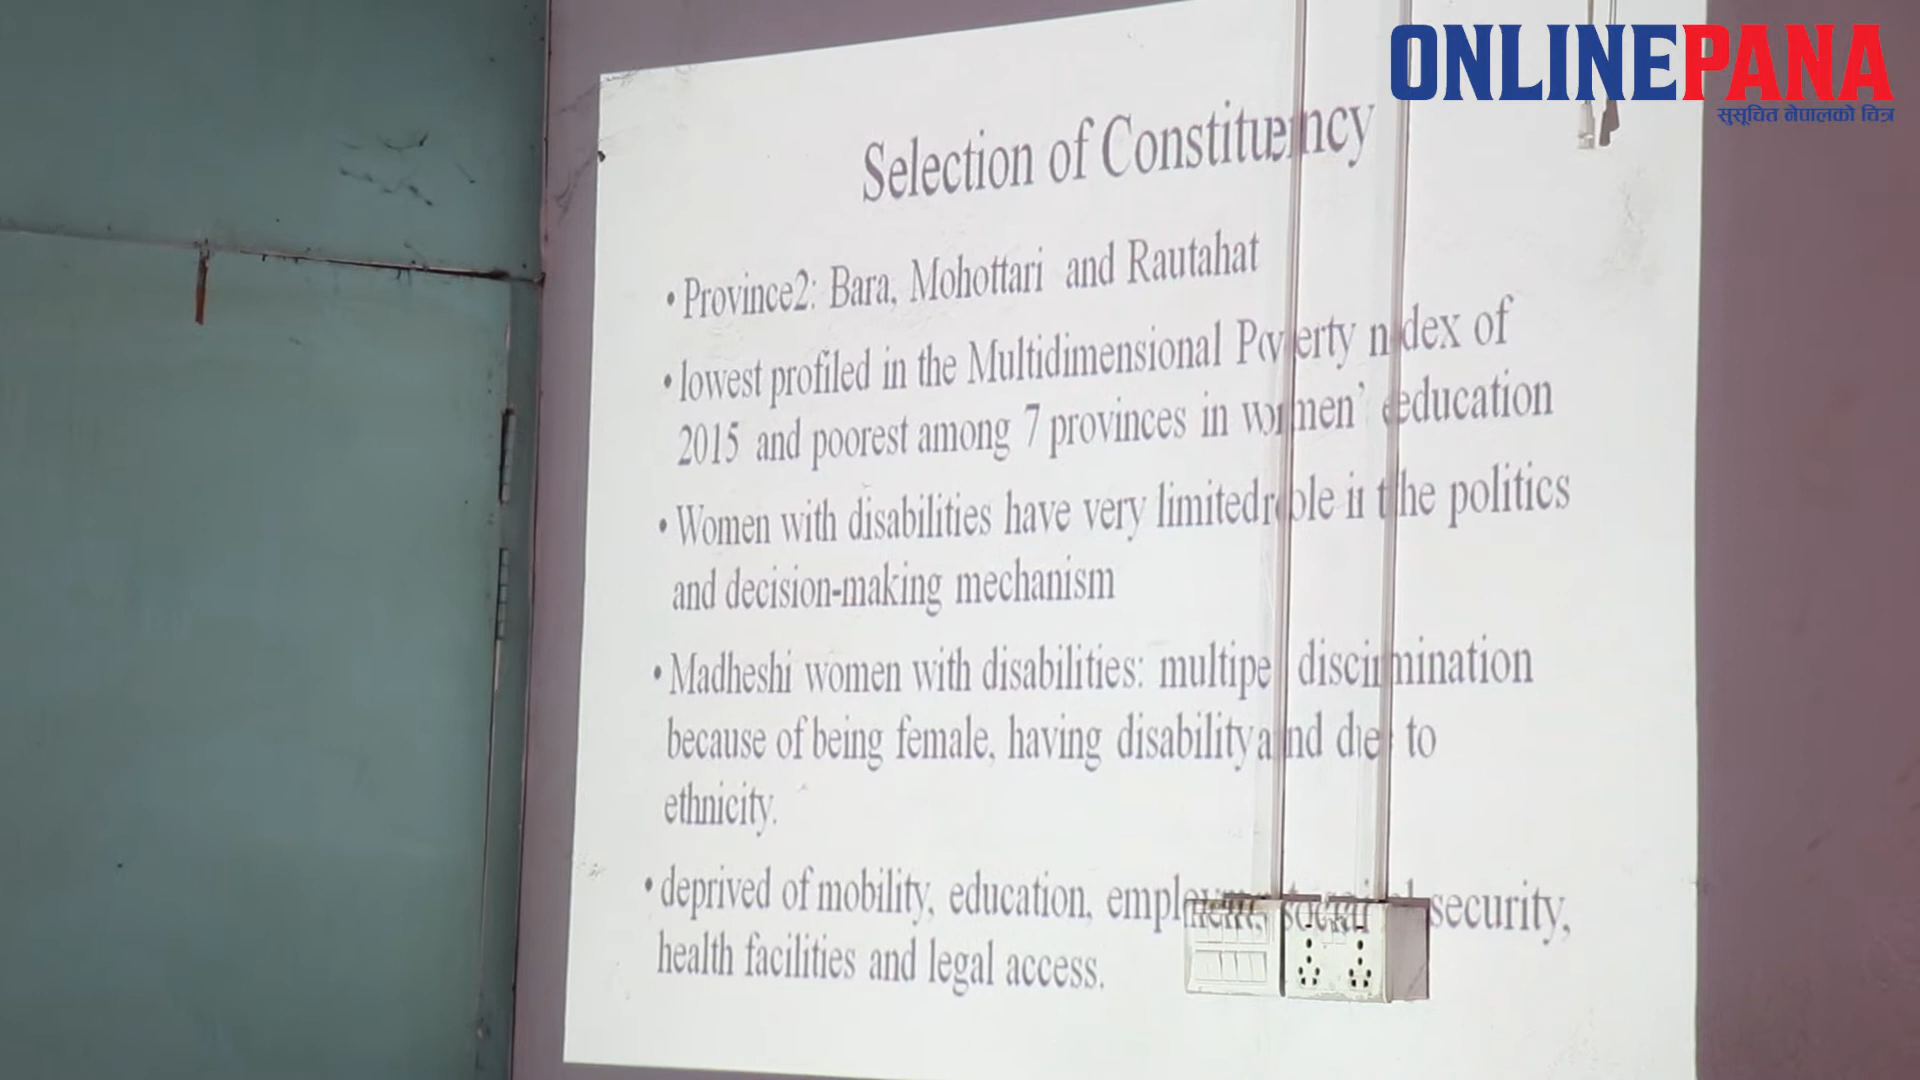 ONLINEPANA
सुसूचित नेपालको चित्र
Selection of Constituency
• Province2: Bara, Mohottari and Rautahat
• lowest profiled in the Multidimensional Poverty Index of
2015 and poorest among 7 provinces in women' education
• Women with disabilities have very limited role in the politics
and decision-making mechanism
• Madheshi women with disabilities: multiple discrimination
because of being female, having disability and due to
ethnicity.
• deprived of mobility, education, employment, social security,
health facilities and legal access.